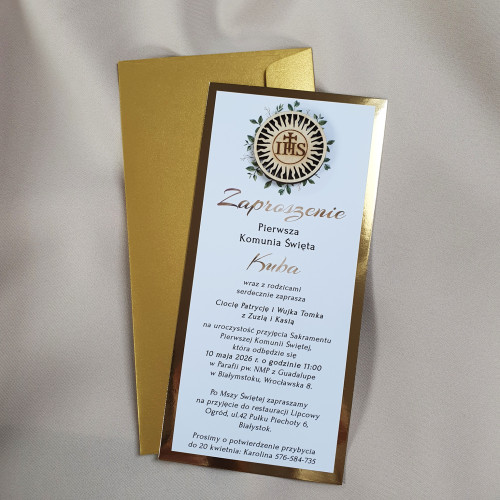 IHS
Zaproszenie
Pierwsza
Komunia Święta
Kuba
wraz z rodzicami
serdecznie zaprasza
Ciocię Patrycję i Wujka Tomka
z Zuzią i Kasią
na uroczystość przyjęcia Sakramentu
Pierwszej Komunii Świętej,
która odbędzie się
10 maja 2026 o godzinie 11:00
w Parafii pw. NMP z Guadalupe
w Białymstoku, Wrocławska 8.
Po Mszy Świętej zapraszamy
na przyjęcie do restauracji Lipcowy
Ogród, ul.42 Pułku Piechoty 6,
Białystok.
Prosimy o potwierdzenie przybycia
do 20 kwietnia: Karolina 576-584-735